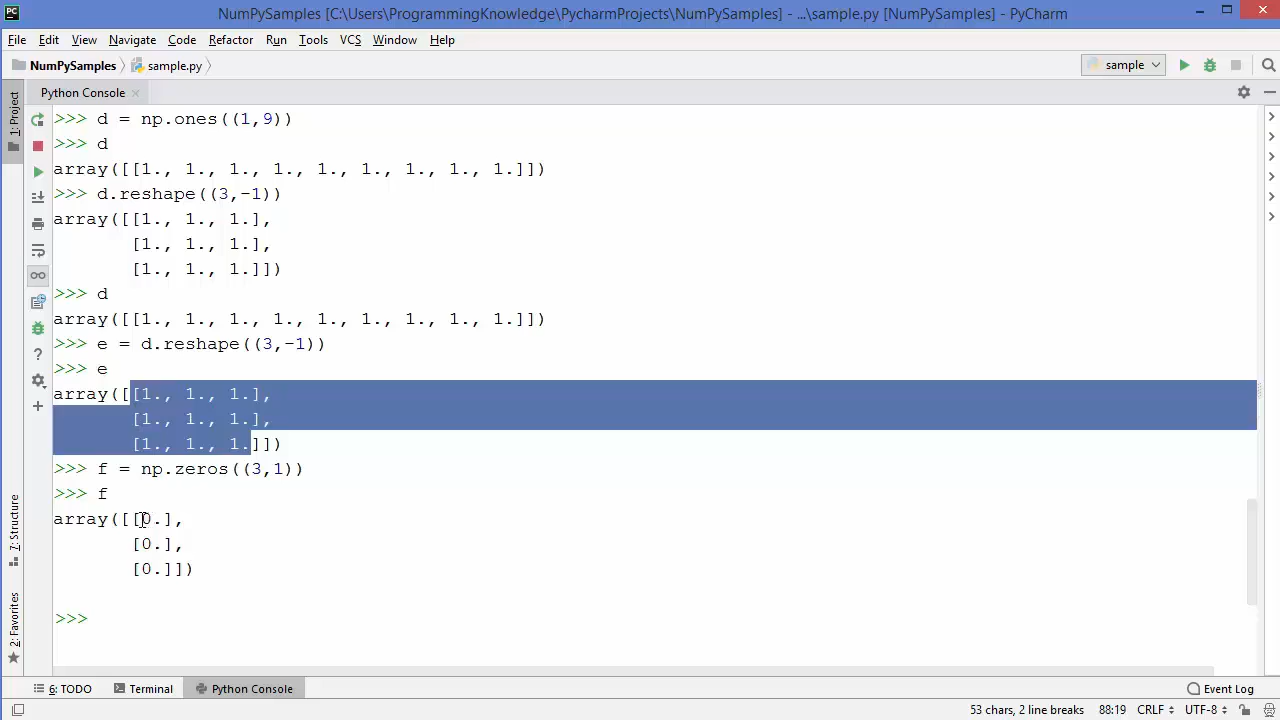 PC
NumPySamples [C:\Users\ProgrammingKnowledge\PycharmProjects\NumPySamples] - ...\sample.py [NumPySamples] - PyCharm
File Edit View Navigate Code Refactor Run Tools VCS Window Help
NumPySamples sample.py sample
Python Console
1: Project
>>> d = np.ones((1,9))
>>> d
array([[1., 1., 1., 1., 1., 1., 1., 1., 1.]])
>>> d.reshape((3,-1))
array([[1., 1., 1.],
[1., 1., 1.],
[1., 1., 1.]])
>>> d
array([[1., 1., 1., 1., 1., 1., 1., 1., 1.]])
>>> e = d.reshape((3,-1))
>>> e
array([[1., 1., 1.],
[1., 1., 1.],
[1., 1., 1.]])
>>> f = np.zeros((3,1))
>>> f
array([[0.],
[0.],
[0.]])
>>>
7: Structure
2: Favorites
6: TODO Terminal Python Console Event Log
53 chars, 2 line breaks 88:19 CRLF UTF-8